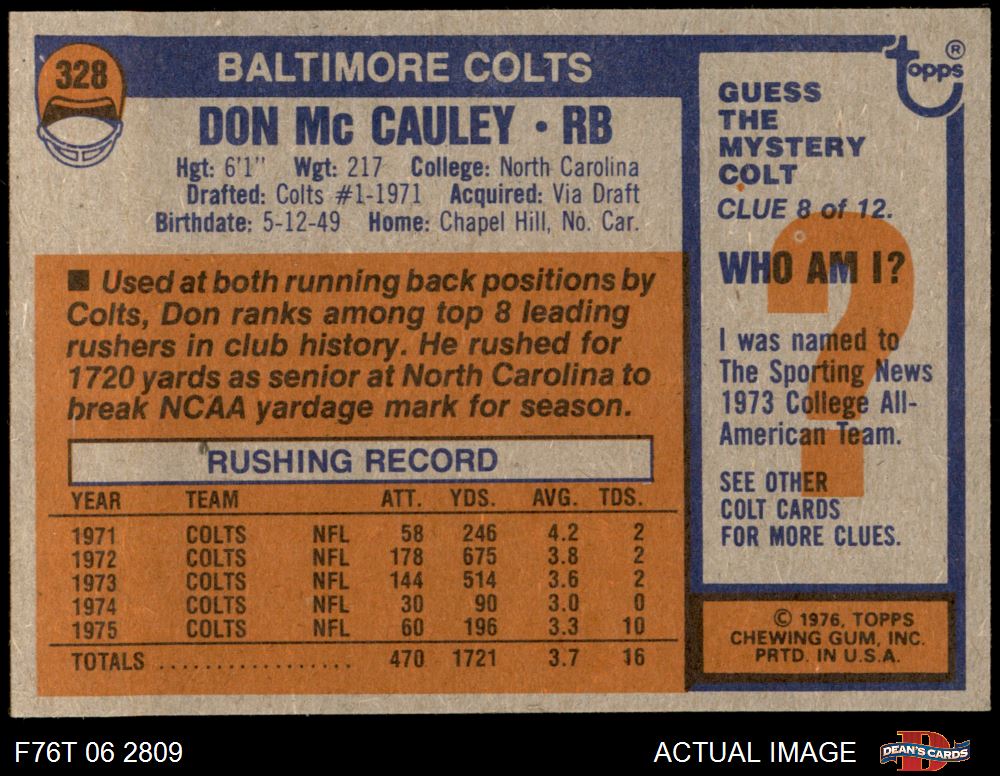 328
BALTIMORE COLTS
DON Mc CAULEY • RB
Hgt: 6'1" Wgt: 217 College: North Carolina
Drafted: Colts #1-1971 Acquired: Via Draft
Birthdate: 5-12-49 Home: Chapel Hill, No. Car.
■ Used at both running back positions by
Colts, Don ranks among top 8 leading
rushers in club history. He rushed for
1720 yards as senior at North Carolina to
break NCAA yardage mark for season.
RUSHING RECORD
YEAR TEAM ATT. YDS. AVG. TDS.
1971 COLTS NFL 58 246 4.2 2
1972 COLTS NFL 178 675 3.8 2
1973 COLTS NFL 144 514 3.6 2
1974 COLTS NFL 30 90 3.0 0
1975 COLTS NFL 60 196 3.3 10
TOTALS .................. 470 1721 3.7 16
Topps ®
GUESS
THE
MYSTERY
COLT
CLUE 8 of 12.
WHO AM I?
?
I was named to
The Sporting News
1973 College All-
American Team.
SEE OTHER
COLT CARDS
FOR MORE CLUES.
© 1976, TOPPS
CHEWING GUM, INC.
PRTD. IN U.S.A.
F76T 06 2809
ACTUAL IMAGE
D
DEAN'S CARDS